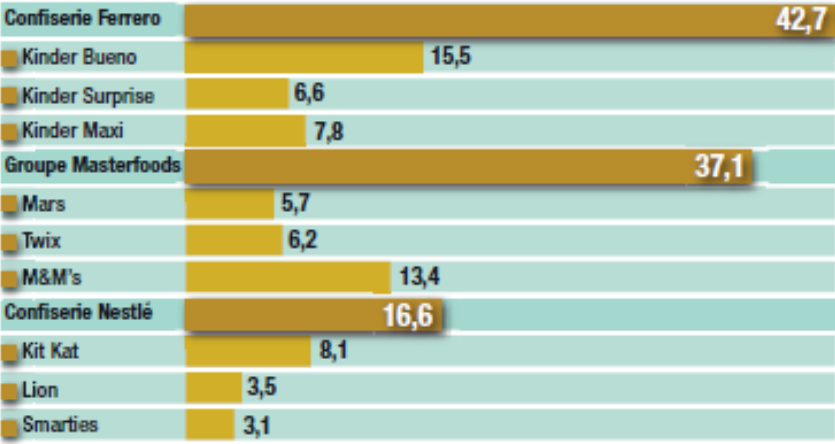 Confiserie Ferrero 42,7
Kinder Bueno 15,5
Kinder Surprise 6,6
Kinder Maxi 7,8
Groupe Masterfoods 37,1
Mars 5,7
Twix 6,2
M&M's 13,4
Confiserie Nestlé 16,6
Kit Kat 8,1
Lion 3,5
Smarties 3,1